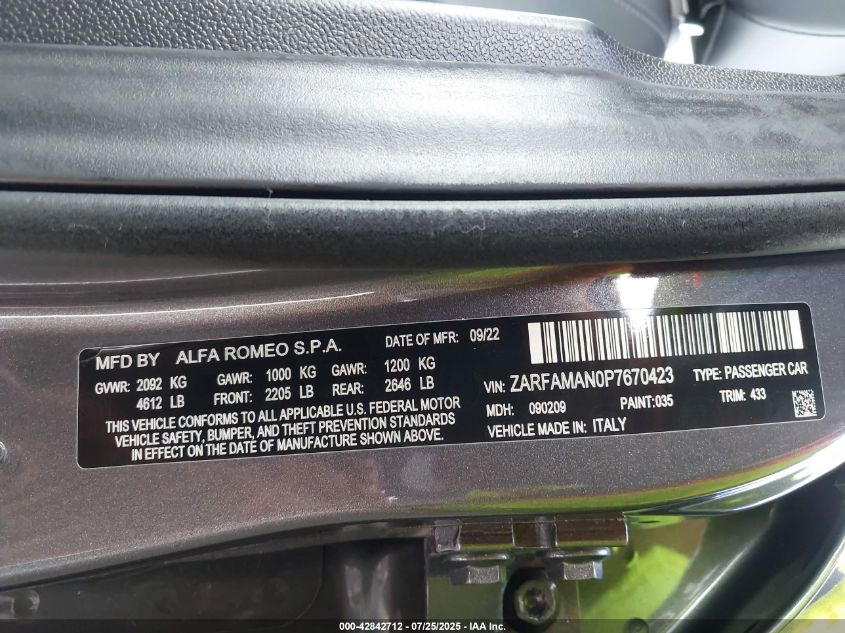 MFD BY ALFA ROMEO S.P.A. DATE OF MFR: 09/22
GVWR: 2092 KG GAWR: 1000 KG GAWR: 1200 KG
4612 LB FRONT: 2205 LB REAR: 2646 LB
THIS VEHICLE CONFORMS TO ALL APPLICABLE U.S. FEDERAL MOTOR
VEHICLE SAFETY, BUMPER, AND THEFT PREVENTION STANDARDS
IN EFFECT ON THE DATE OF MANUFACTURE SHOWN ABOVE.
VIN: ZARFAMAN0P7670423 TYPE: PASSENGER CAR
MDH: 090209 PAINT: 035 TRIM: 433
VEHICLE MADE IN: ITALY
000-42842712 - 07/25/2025 - IAA Inc.